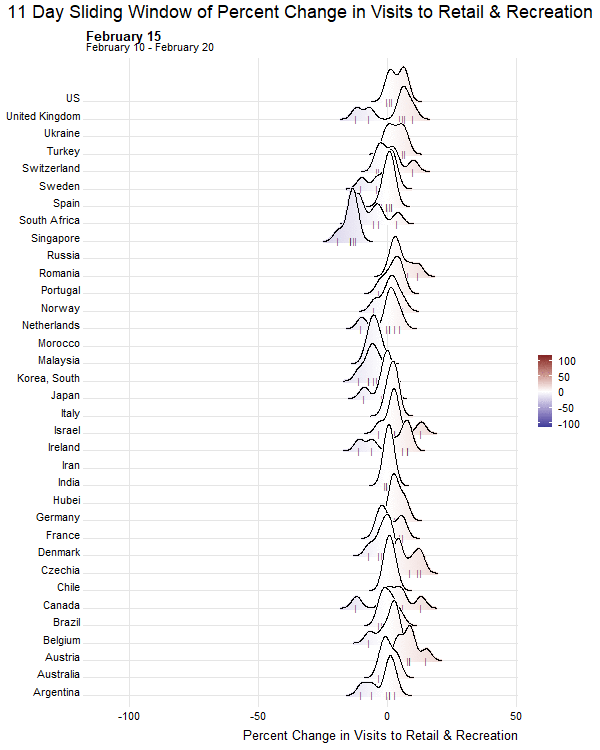 11 Day Sliding Window of Percent Change in Visits to Retail & Recreation
February 15
February 10 - February 20
US
United Kingdom
Ukraine
Turkey
Switzerland
Sweden
Spain
South Africa
Singapore
Russia
Romania
Portugal
Norway
Netherlands
Morocco
Malaysia
Korea, South
Japan
Italy
Israel
Ireland
Iran
India
Hubei
Germany
France
Denmark
Czechia
Chile
Canada
Brazil
Belgium
Austria
Australia
Argentina
100
50
0
-50
-100
-100
-50
0
50
Percent Change in Visits to Retail & Recreation